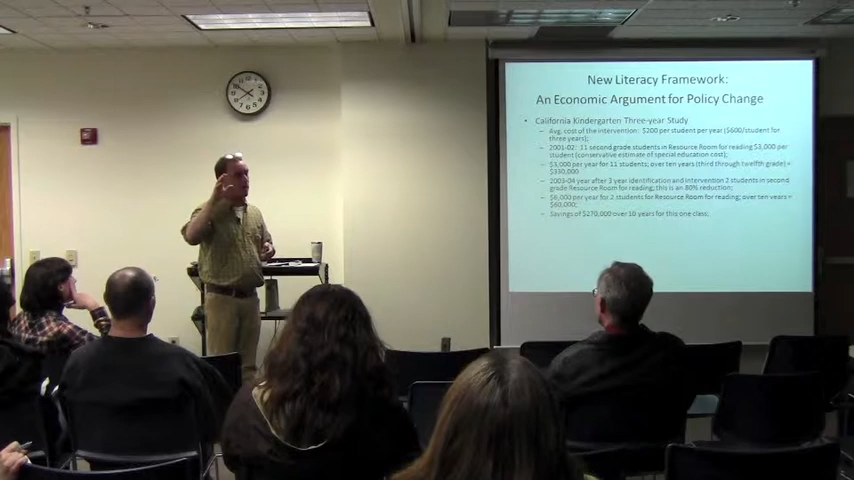 New Literacy Framework:
An Economic Argument for Policy Change
• California Kindergarten Three-year Study
– Avg. cost of the intervention: $200 per student per year ($600/student for
three years);
– 2001-02: 11 second grade students in Resource Room for reading $3,000 per
student (conservative estimate of special education cost);
– $3,000 per year for 11 students; over ten years (third through twelfth grade) =
$330,000
– 2003-04 year after 3 year identification and intervention 2 students in second
grade Resource Room for reading; this is an 80% reduction;
– $6,000 per year for 2 students for Resource Room for reading; over ten years =
$60,000;
– Savings of $270,000 over 10 years for this one class;